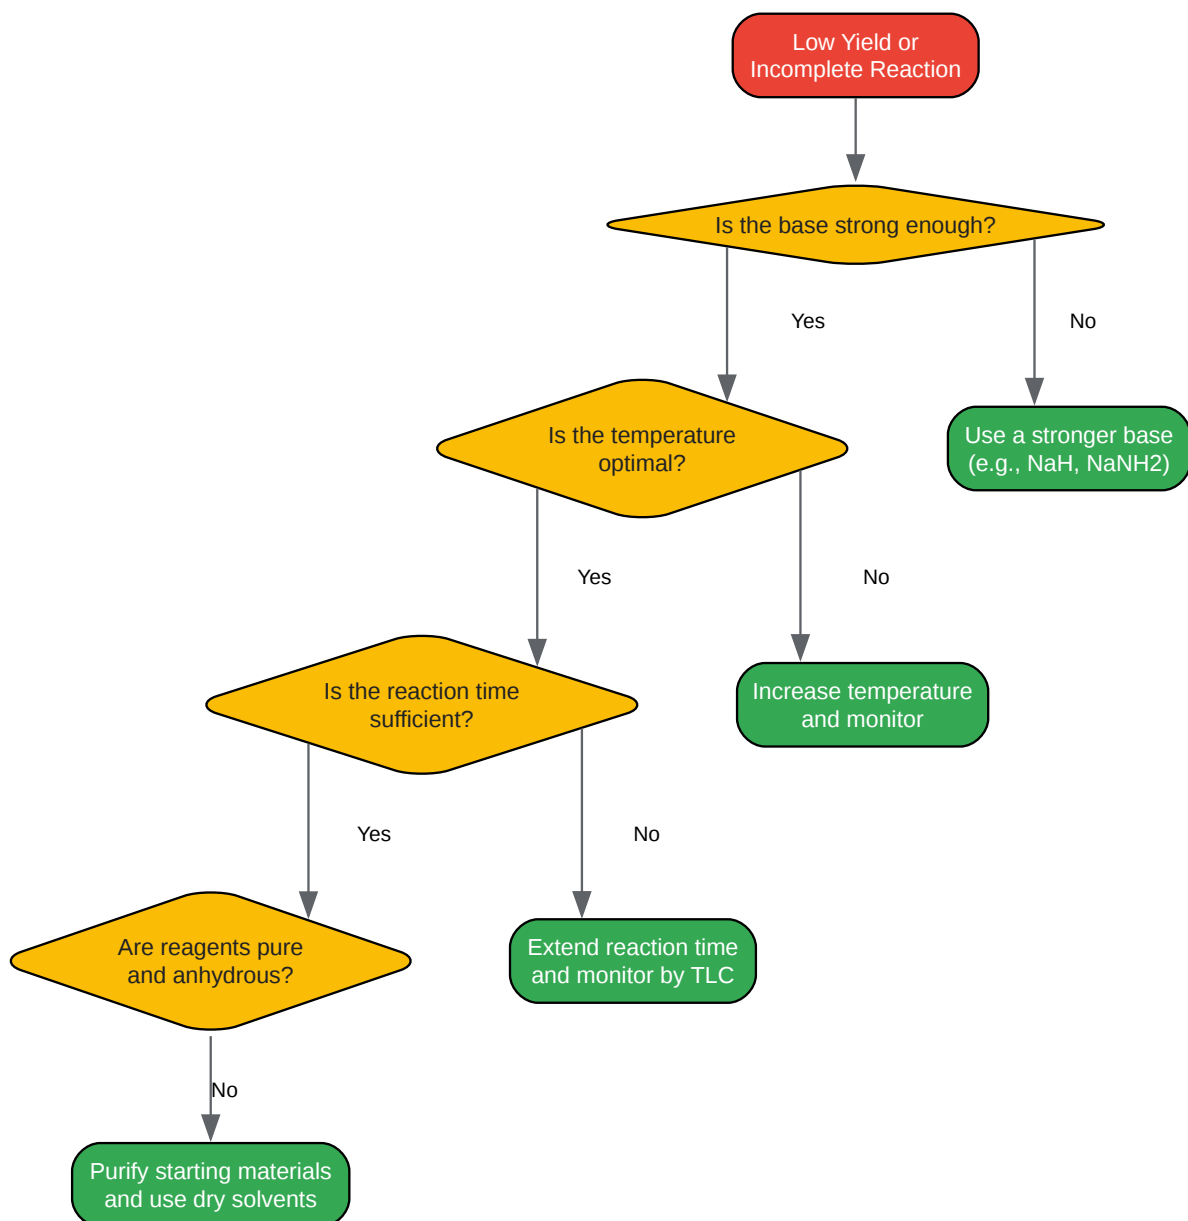 Low Yield or
Incomplete Reaction
Is the base strong enough?
Yes
No
Is the temperature
optimal?
Use a stronger base
(e.g., NaH, NaNH2)
Yes
No
Is the reaction time
sufficient?
Increase temperature
and monitor
Yes
No
Are reagents pure
and anhydrous?
Extend reaction time
and monitor by TLC
No
Purify starting materials
and use dry solvents